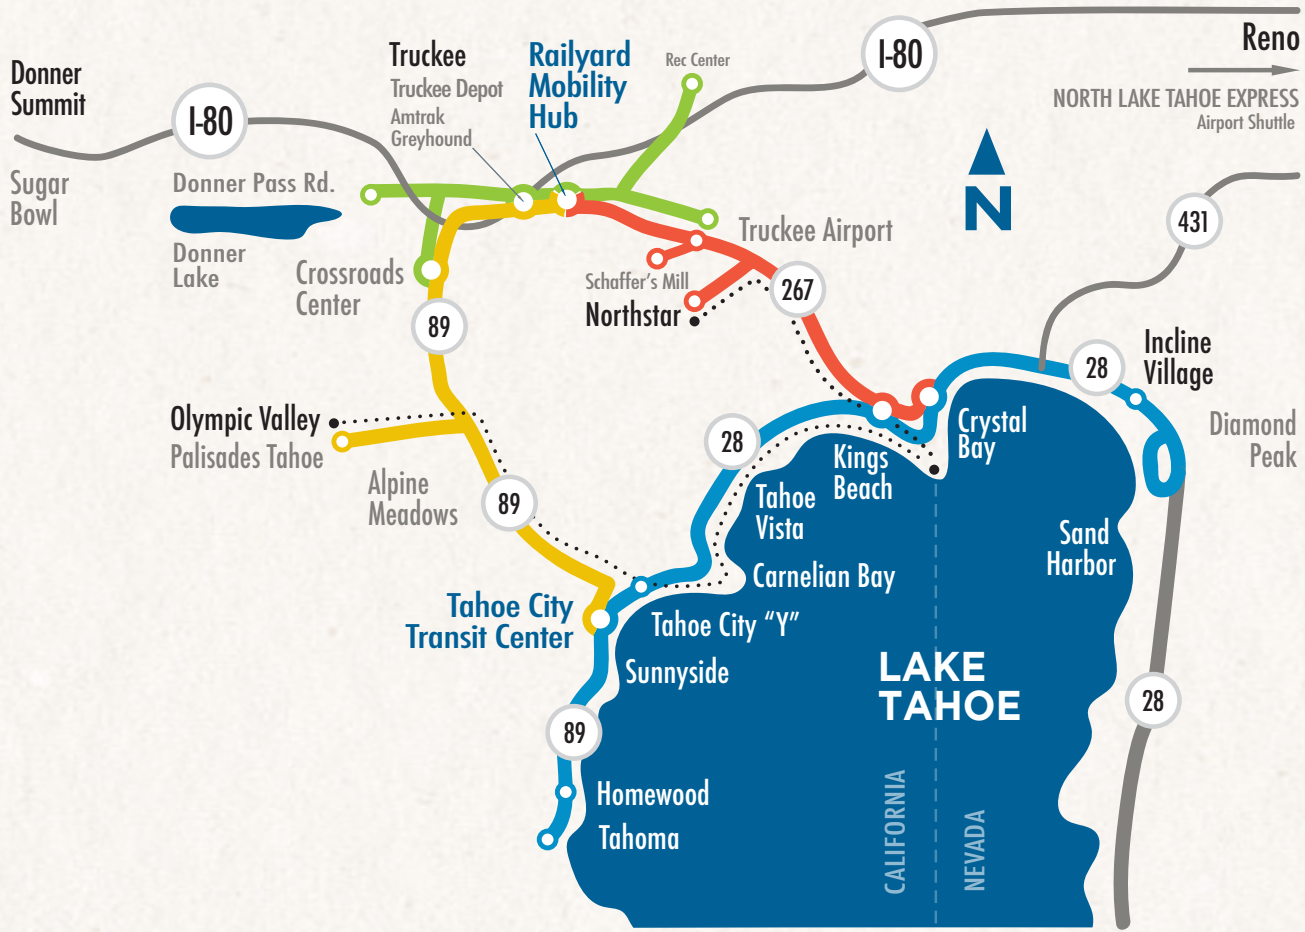 Donner
Summit
I-80
Sugar
Bowl
Donner Pass Rd.
Donner
Lake
Truckee
Truckee Depot
Amtrak
Greyhound
Railyard
Mobility
Hub
Rec Center
I-80
Reno
NORTH LAKE TAHOE EXPRESS
Airport Shuttle
N
431
Crossroads
Center
Truckee Airport
Schaffer's Mill
Northstar
267
89
28
Incline
Village
Diamond
Peak
Olympic Valley
Palisades Tahoe
Alpine
Meadows
89
28
Crystal
Bay
Kings
Beach
Tahoe
Vista
Carnelian Bay
Sand
Harbor
Tahoe City
Transit Center
Tahoe City “Y”
Sunnyside
LAKE
TAHOE
28
89
Homewood
Tahoma
CALIFORNIA
NEVADA